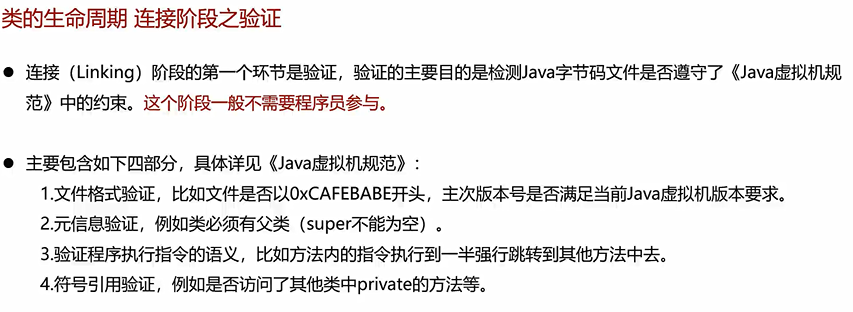 类的生命周期 连接阶段之验证
● 连接（Linking）阶段的第一个环节是验证，验证的主要目的是检测Java字节码文件是否遵守了《Java虚拟机规
范》中的约束。这个阶段一般不需要程序员参与。
● 主要包含如下四部分，具体详见《Java虚拟机规范》：
1.文件格式验证，比如文件是否以0xCAFEBABE开头，主次版本号是否满足当前Java虚拟机版本要求。
2.元信息验证，例如类必须有父类（super不能为空）。
3.验证程序执行指令的语义，比如方法内的指令执行到一半强行跳转到其他方法中去。
4.符号引用验证，例如是否访问了其他类中private的方法等。